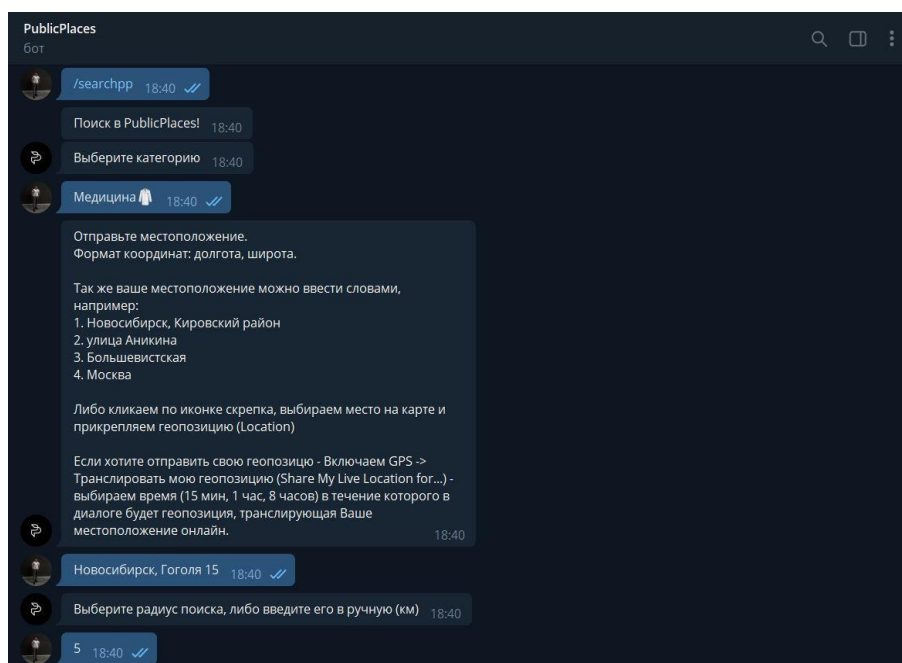 PublicPlaces
бот
/searchpp 18:40
Поиск в PublicPlaces! 18:40
Выберите категорию 18:40
Медицина🥼 18:40
Отправьте местоположение.
Формат координат: долгота, широта.
Так же ваше местоположение можно ввести словами,
например:
1. Новосибирск, Кировский район
2. улица Аникина
3. Большевистская
4. Москва
Либо кликаем по иконке скрепка, выбираем место на карте и
прикрепляем геопозицию (Location)
Если хотите отправить свою геопозицю - Включаем GPS ->
Транслировать мою геопозицию (Share My Live Location for...) -
выбираем время (15 мин, 1 час, 8 часов) в течение которого в
диалоге будет геопозиция, транслирующая Ваше
местоположение онлайн. 18:40
Новосибирск, Гоголя 15 18:40
Выберите радиус поиска, либо введите его в ручную (км) 18:40
5 18:40